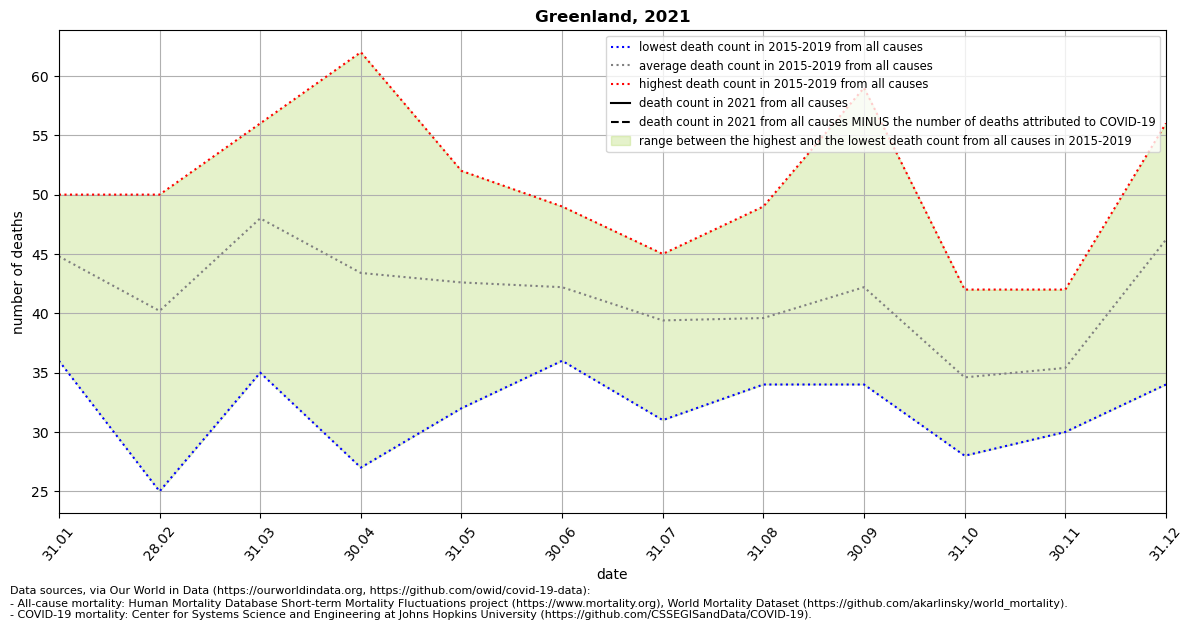 Greenland, 2021
lowest death count in 2015-2019 from all causes
average death count in 2015-2019 from all causes
highest death count in 2015-2019 from all causes
death count in 2021 from all causes
death count in 2021 from all causes MINUS the number of deaths attributed to COVID-19
range between the highest and the lowest death count from all causes in 2015-2019
number of deaths
60
55
50
45
40
35
30
25
31.01
28.02
31.03
30.04
31.05
30.06
31.07
31.08
30.09
31.10
30.11
31.12
date
Data sources, via Our World in Data (https://ourworldindata.org, https://github.com/owid/covid-19-data):
- All-cause mortality: Human Mortality Database Short-term Mortality Fluctuations project (https://www.mortality.org), World Mortality Dataset (https://github.com/akarlinsky/world_mortality).
- COVID-19 mortality: Center for Systems Science and Engineering at Johns Hopkins University (https://github.com/CSSEGISandData/COVID-19).